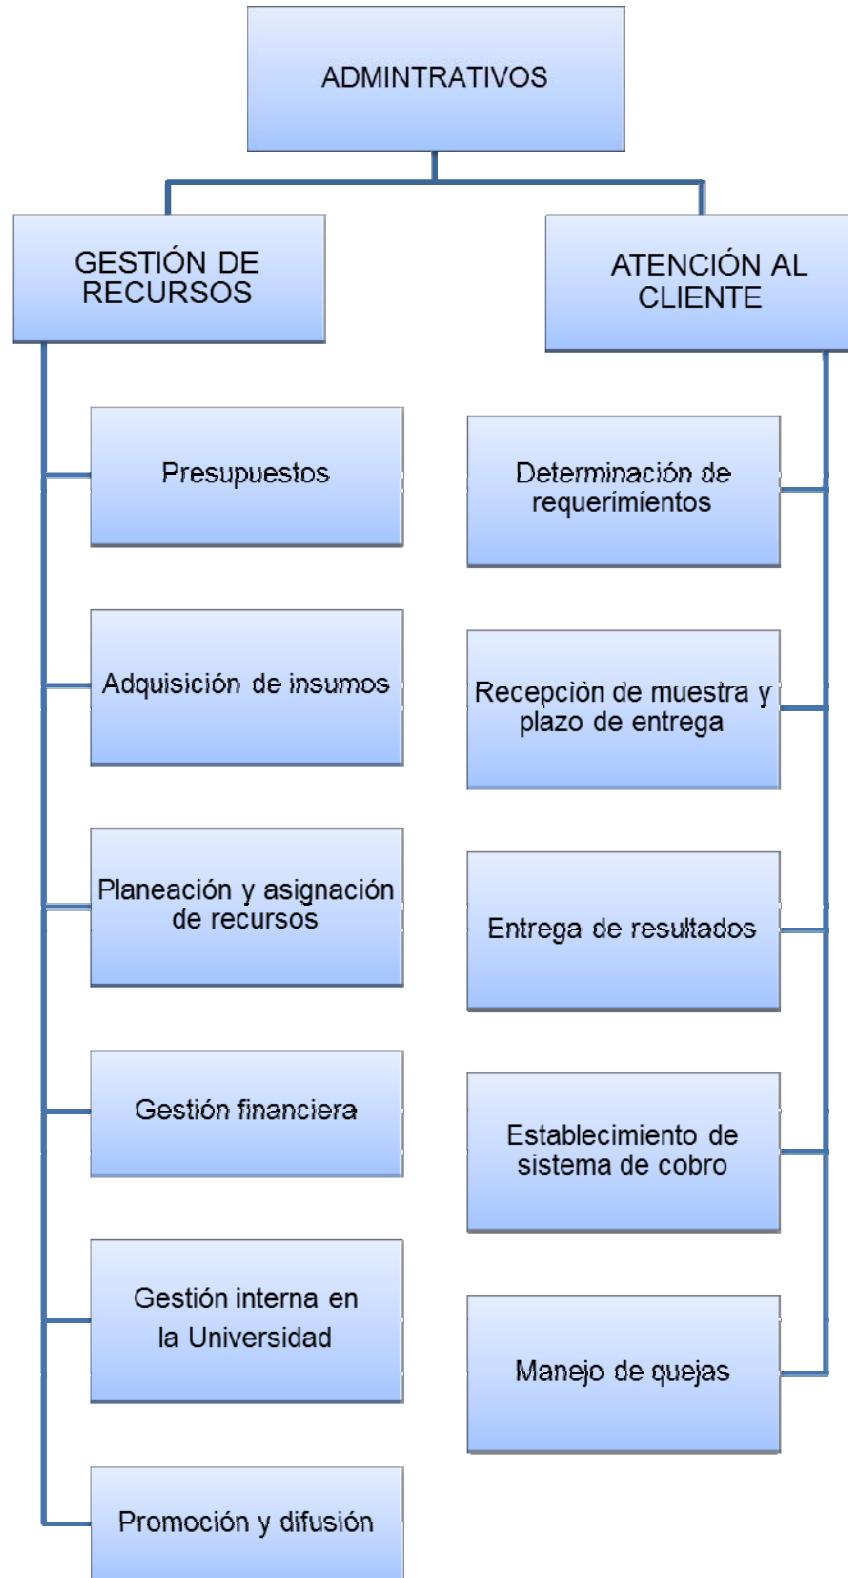 ADMINTRATIVOS
GESTIÓN DE
RECURSOS
Presupuestos
Adquisición de insumos
Planeación y asignación
de recursos
Gestión financiera
Gestión interna en
la Universidad
Promoción y difusión
ATENCIÓN AL
CLIENTE
Determinación de
requerimientos
Recepción de muestra y
plazo de entrega
Entrega de resultados
Establecimiento de
sistema de cobro
Manejo de quejas